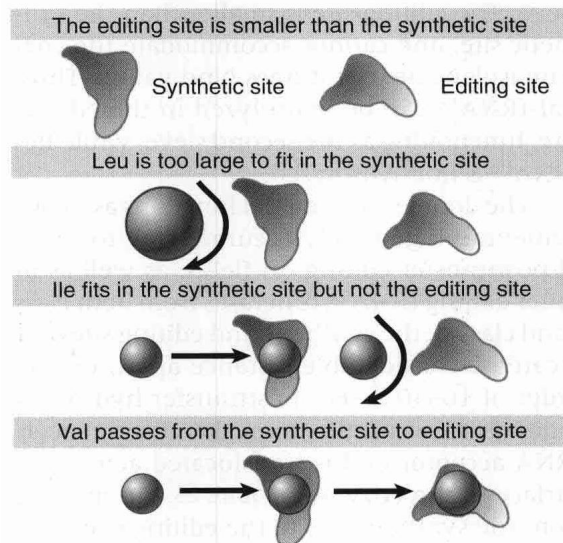 The editing site is smaller than the synthetic site
Synthetic site
Editing site
Leu is too large to fit in the synthetic site
Ile fits in the synthetic site but not the editing site
Val passes from the synthetic site to editing site